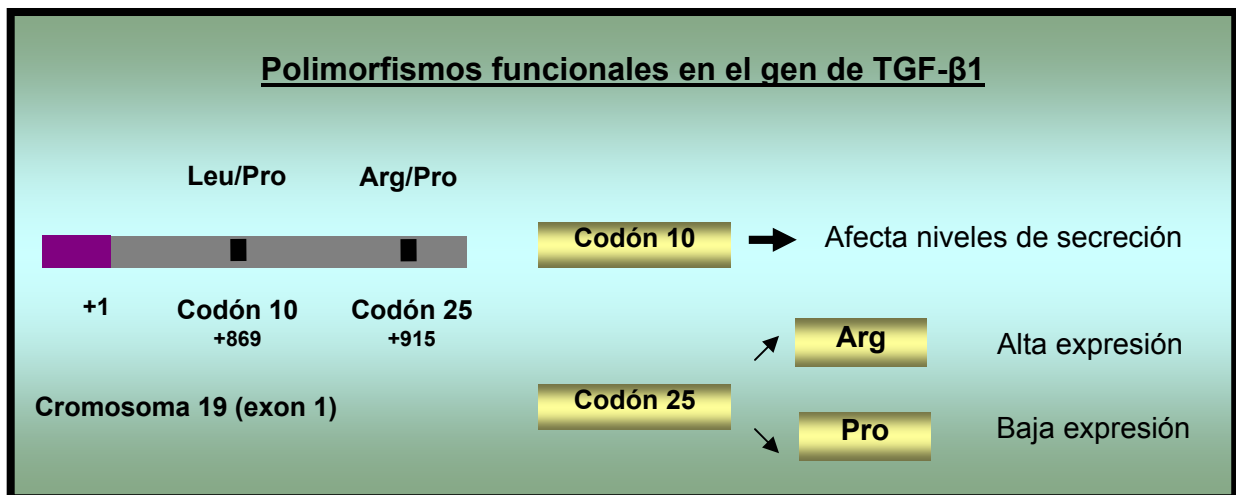 Polimorfismos funcionales en el gen de TGF-β1
Leu/Pro Arg/Pro
+1 Codón 10 Codón 25
+869 +915
Cromosoma 19 (exon 1)
Codón 10 Afecta niveles de secreción
Codón 25
Arg Alta expresión
Pro Baja expresión